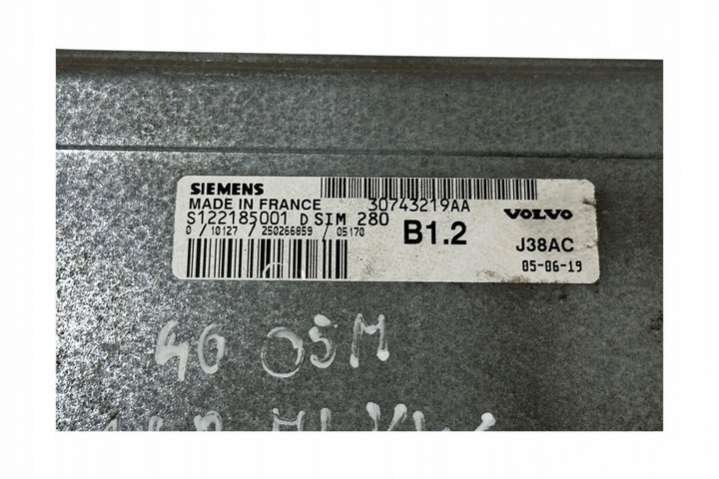 SIEMENS
MADE IN FRANCE 30743219AA
S122185001 D SIM 280
0 / 10127 / 250266859 / 05170
B1.2
VOLVO
J38AC
05-06-19
40 05M